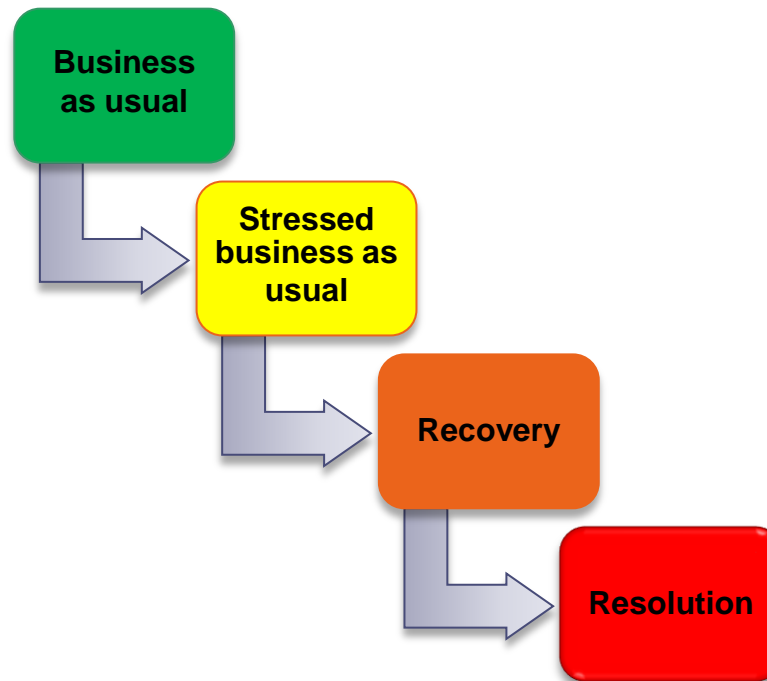 Business
as usual
Stressed
business as
usual
Recovery
Resolution